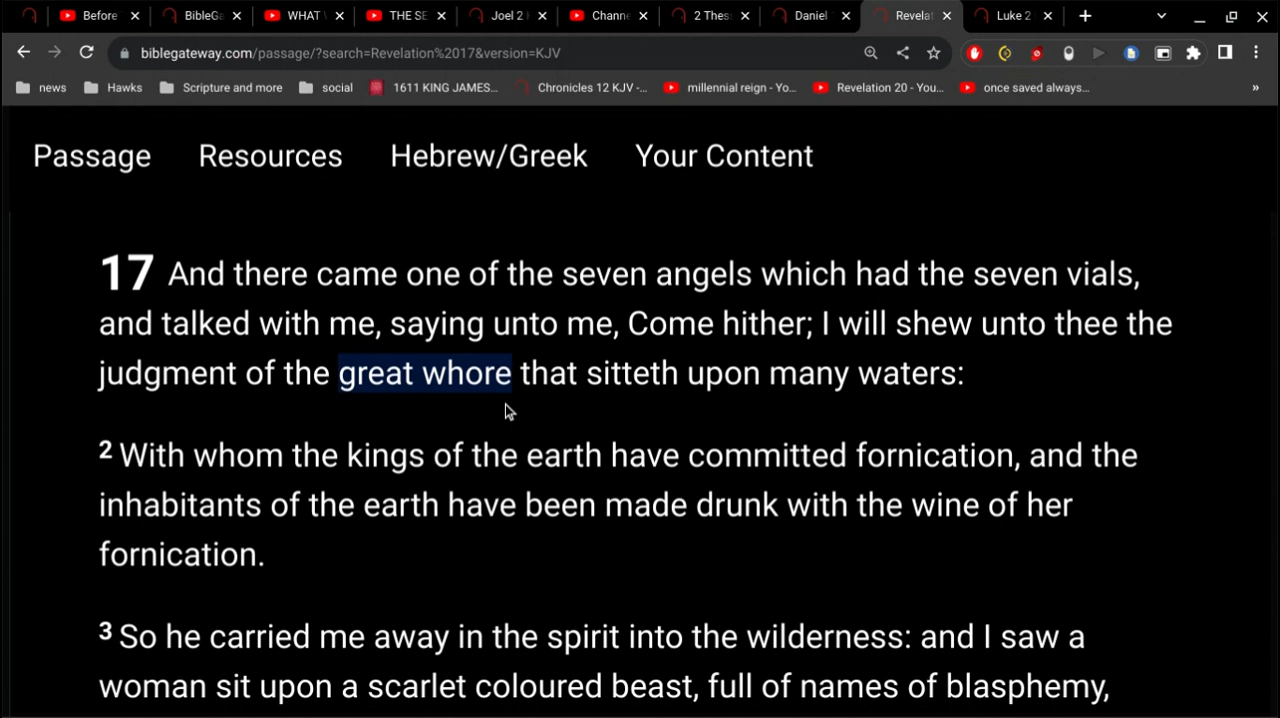 Before
BibleGa
WHAT
THE SE
Joel 2
Channe
2 Thess
Daniel
Revelat
Luke 2
biblegateway.com/passage/?search=Revelation%2017&version=KJV
news Hawks Scripture and more social 1611 KING JAMES... Chronicles 12 KJV -... millennial reign - Yo... Revelation 20 - You... once saved always... »
Passage Resources Hebrew/Greek Your Content
17 And there came one of the seven angels which had the seven vials,
and talked with me, saying unto me, Come hither; I will shew unto thee the
judgment of the great whore that sitteth upon many waters:
2 With whom the kings of the earth have committed fornication, and the
inhabitants of the earth have been made drunk with the wine of her
fornication.
3 So he carried me away in the spirit into the wilderness: and I saw a
woman sit upon a scarlet coloured beast, full of names of blasphemy,